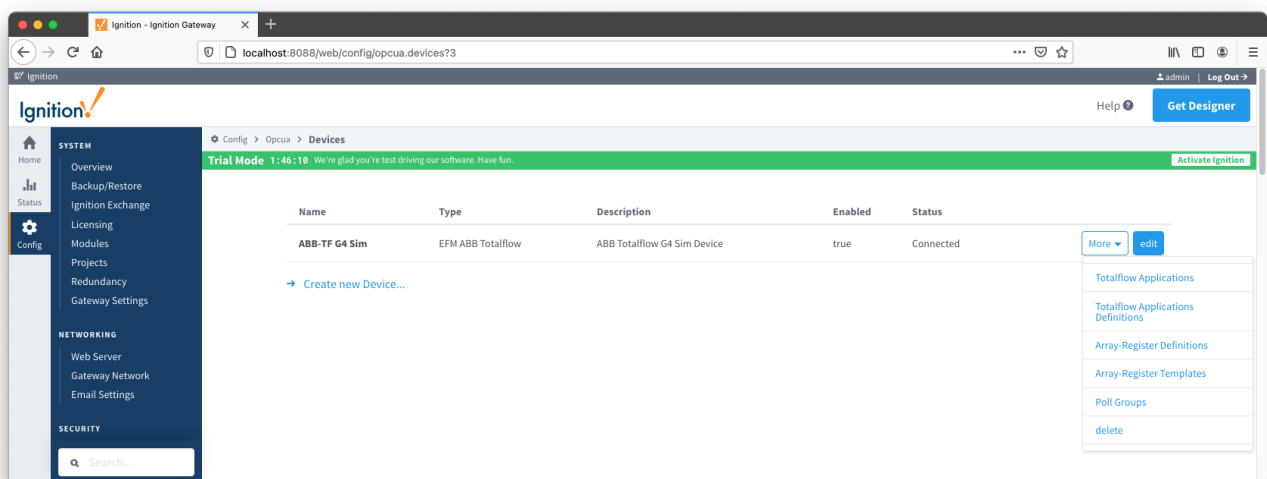 Ignition - Ignition Gateway
localhost:8088/web/config/opcua.devices?3
Ignition
admin | Log Out
Ignition!
Help
Get Designer
Home
Status
Config
SYSTEM
Overview
Backup/Restore
Ignition Exchange
Licensing
Modules
Projects
Redundancy
Gateway Settings
NETWORKING
Web Server
Gateway Network
Email Settings
SECURITY
Search...
Config > Opcua > Devices
Trial Mode 1:46:10 We're glad you're test driving our software. Have fun.
Activate Ignition
Name Type Description Enabled Status
ABB-TF G4 Sim EFM ABB Totalflow ABB Totalflow G4 Sim Device true Connected
More edit
Create new Device...
Totalflow Applications
Totalflow Applications
Definitions
Array-Register Definitions
Array-Register Templates
Poll Groups
delete